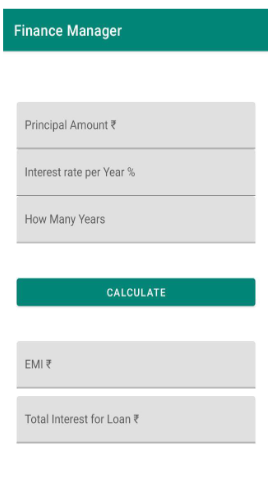 Finance Manager
Principal Amount ₹
Interest rate per Year %
How Many Years
CALCULATE
EMI ₹
Total Interest for Loan ₹